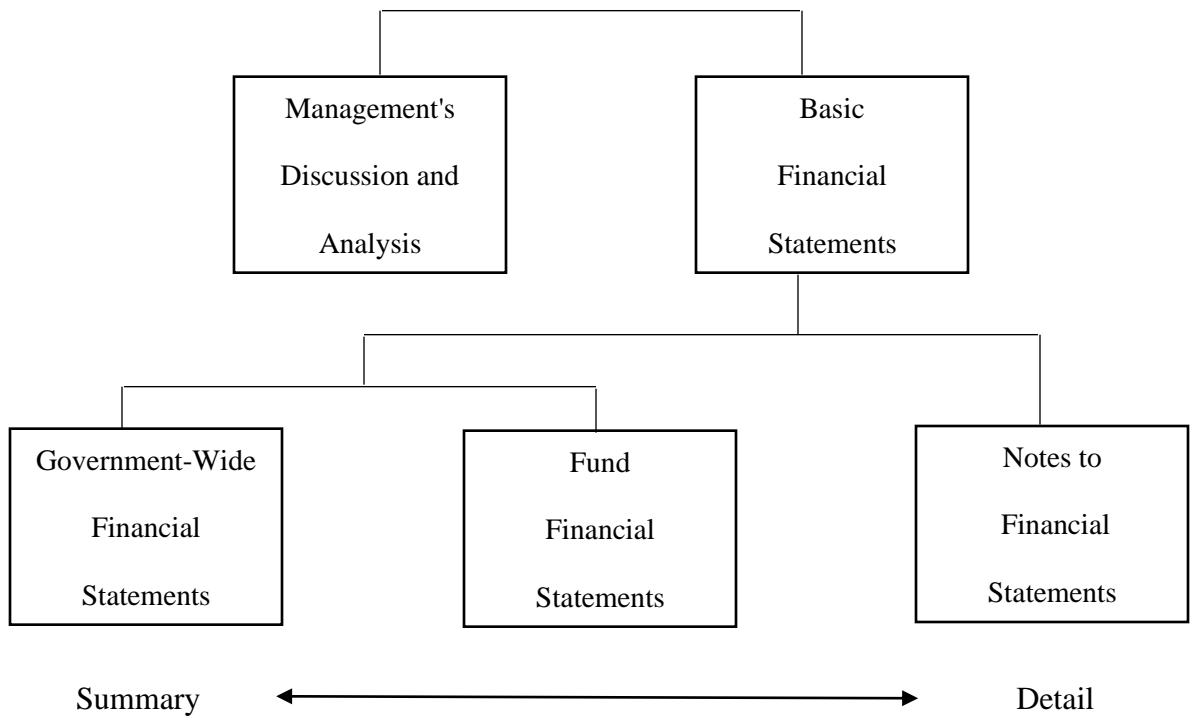 Management's
Discussion and
Analysis
Basic
Financial
Statements
Government-Wide
Financial
Statements
Fund
Financial
Statements
Notes to
Financial
Statements
Summary
Detail